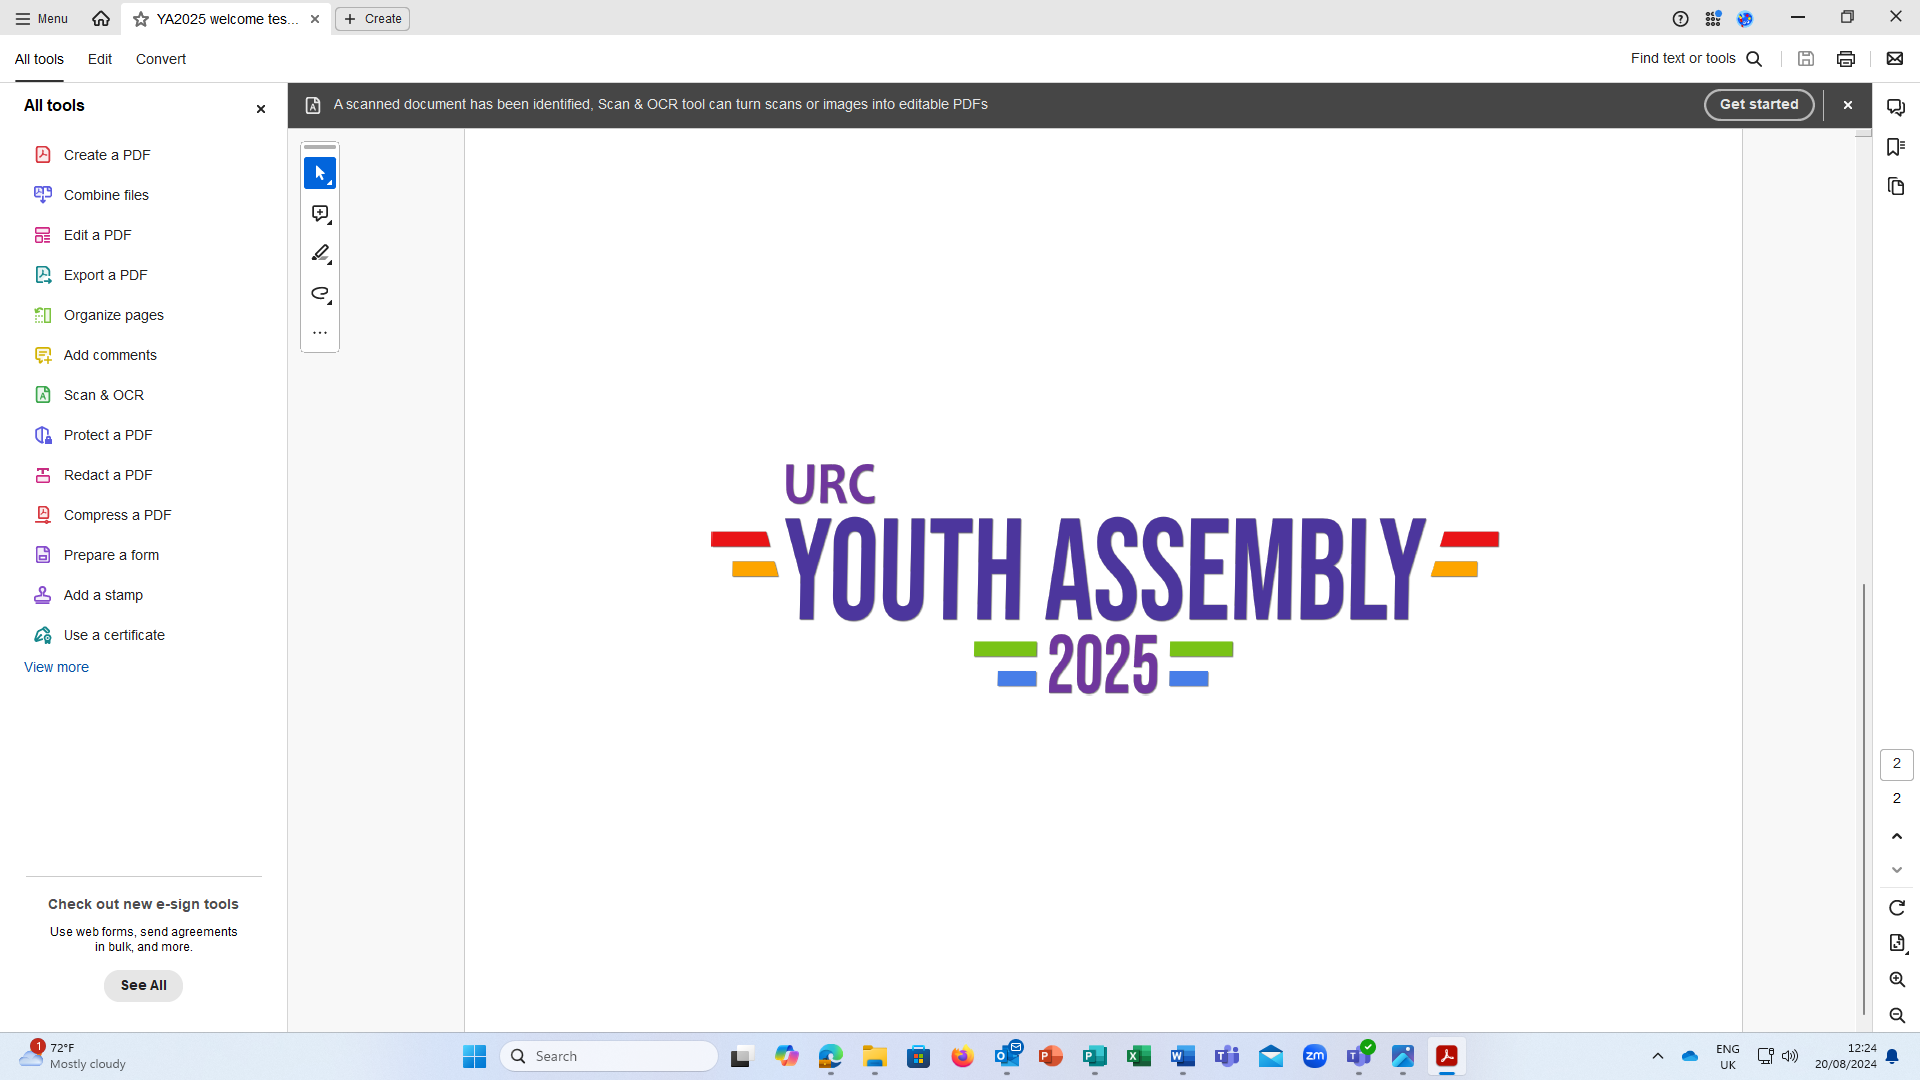 Menu
YA2025 welcome tes...
Create
All tools
Edit
Convert
Find text or tools
All tools
A scanned document has been identified, Scan & OCR tool can turn scans or images into editable PDFs
Get started
Create a PDF
Combine files
Edit a PDF
Export a PDF
Organize pages
Add comments
Scan & OCR
Protect a PDF
Redact a PDF
Compress a PDF
Prepare a form
Add a stamp
Use a certificate
View more
URC
YOUTH ASSEMBLY
2025
2
2
Check out new e-sign tools
Use web forms, send agreements
in bulk, and more.
See All
1
72°F
Mostly cloudy
Search
zm
ENG
UK
12:24
20/08/2024